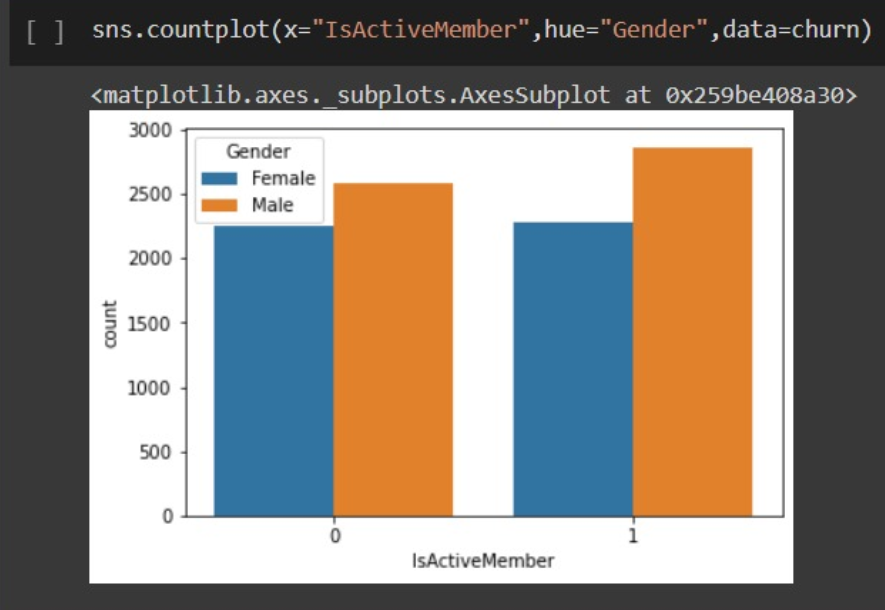 [ ] sns.countplot(x="IsActiveMember",hue="Gender",data=churn)
<matplotlib.axes._subplots.AxesSubplot at 0x259be408a30>
3000
2500
2000
1500
1000
500
0
count
Gender
Female
Male
0 1
IsActiveMember